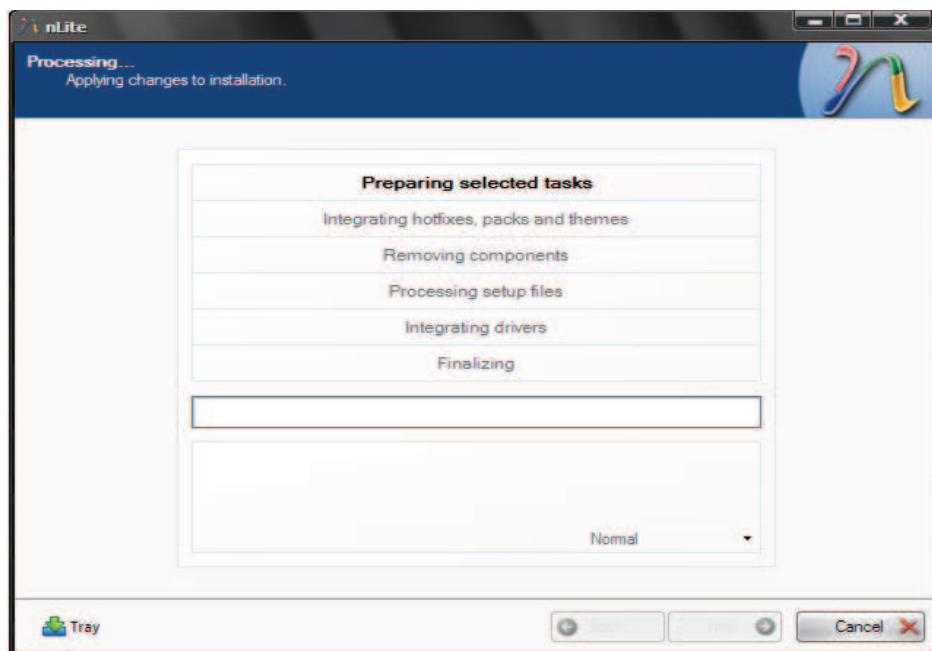 nLite
Processing...
Applying changes to installation.
Preparing selected tasks
Integrating hotfixes, packs and themes
Removing components
Processing setup files
Integrating drivers
Finalizing
Normal
Tray
Cancel